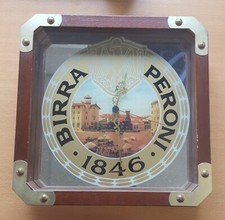 BIRRA PERONI
· 1846 ·